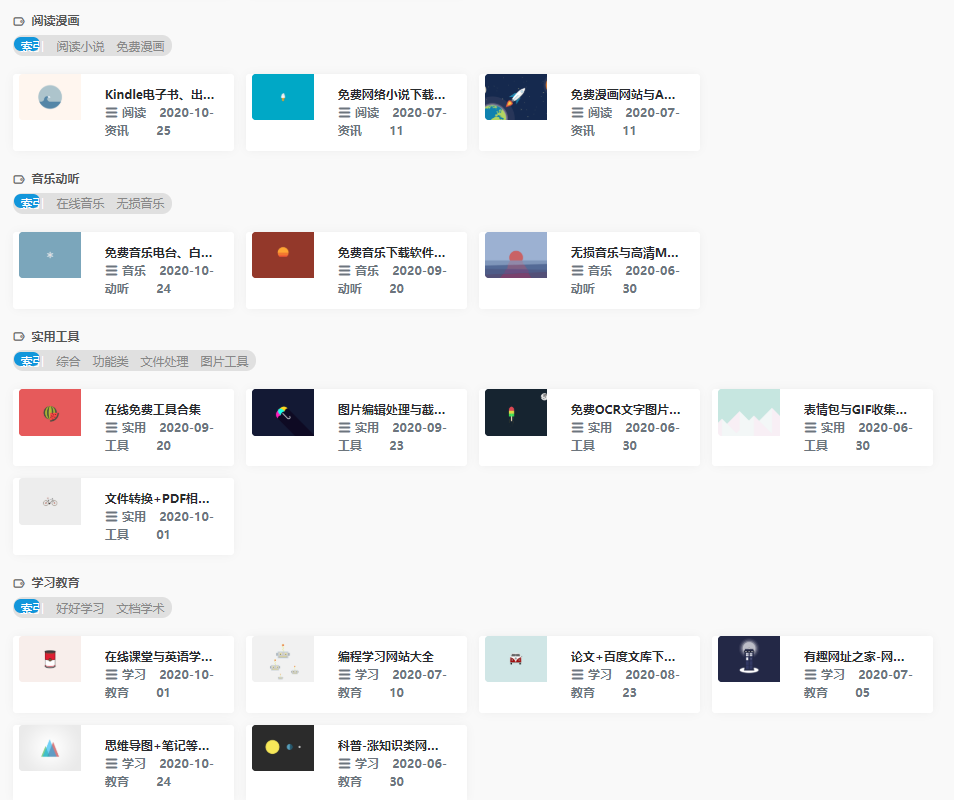 阅读漫画
索引 阅读小说 免费漫画
Kindle电子书、出...
阅读 2020-10-
资讯 25
免费网络小说下载...
阅读 2020-07-
资讯 11
免费漫画网站与A...
阅读 2020-07-
资讯 11
音乐动听
索引 在线音乐 无损音乐
免费音乐电台、白...
音乐 2020-10-
动听 24
免费音乐下载软件...
音乐 2020-09-
动听 20
无损音乐与高清M...
音乐 2020-06-
动听 30
实用工具
索引 综合 功能类 文件处理 图片工具
在线免费工具合集
实用 2020-09-
工具 20
图片编辑处理与截...
实用 2020-09-
工具 23
免费OCR文字图片...
实用 2020-06-
工具 30
表情包与GIF收集...
实用 2020-06-
工具 30
文件转换+PDF相...
实用 2020-10-
工具 01
学习教育
索引 好好学习 文档学术
在线课堂与英语学...
学习 2020-10-
教育 01
编程学习网站大全
学习 2020-07-
教育 10
论文+百度文库下...
学习 2020-08-
教育 23
有趣网址之家-网...
学习 2020-07-
教育 05
思维导图+笔记等...
学习 2020-10-
教育 24
科普-张知识类网...
学习 2020-06-
教育 30